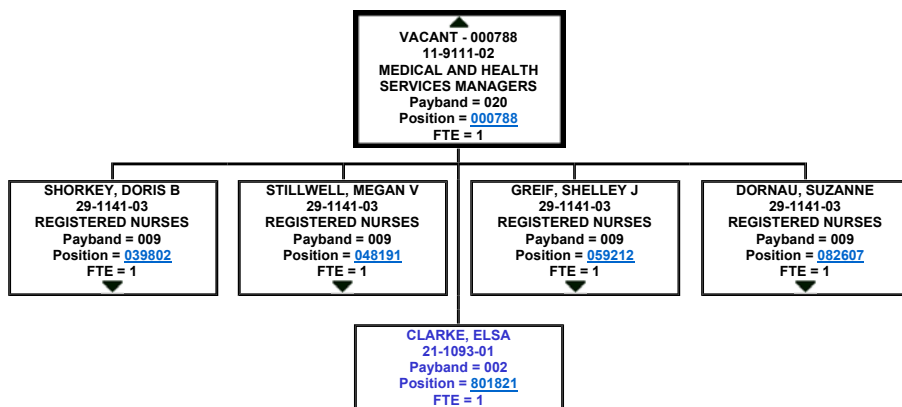 VACANT - 000788
11-9111-02
MEDICAL AND HEALTH
SERVICES MANAGERS
Payband = 020
Position = 000788
FTE = 1
SHORKEY, DORIS B
29-1141-03
REGISTERED NURSES
Payband = 009
Position = 039802
FTE = 1
STILLWELL, MEGAN V
29-1141-03
REGISTERED NURSES
Payband = 009
Position = 048191
FTE = 1
GREIF, SHELLEY J
29-1141-03
REGISTERED NURSES
Payband = 009
Position = 059212
FTE = 1
DORNAU, SUZANNE
29-1141-03
REGISTERED NURSES
Payband = 009
Position = 082607
FTE = 1
CLARKE, ELSA
21-1093-01
Payband = 002
Position = 801821
FTE = 1